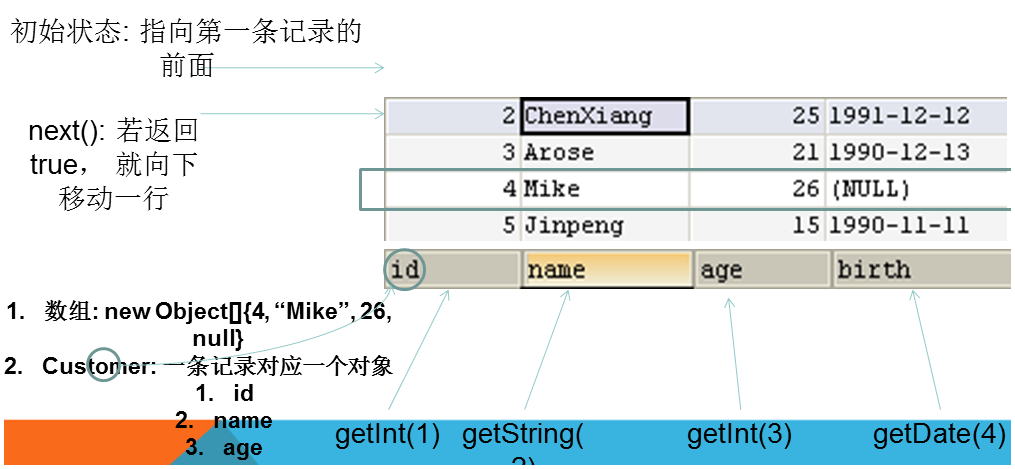 初始状态: 指向第一条记录的
前面
next(): 若返回
true， 就向下
移动一行
2 ChenXiang 25 1991-12-12
3 Arose 21 1990-12-13
4 Mike 26 (NULL)
5 Jinpeng 15 1990-11-11
id name age birth
1. 数组: new Object[]{4, “Mike”, 26,
null}
2. Customer: 一条记录对应一个对象
1. id
2. name
3. age
getInt(1) getString( getInt(3) getDate(4)
2)